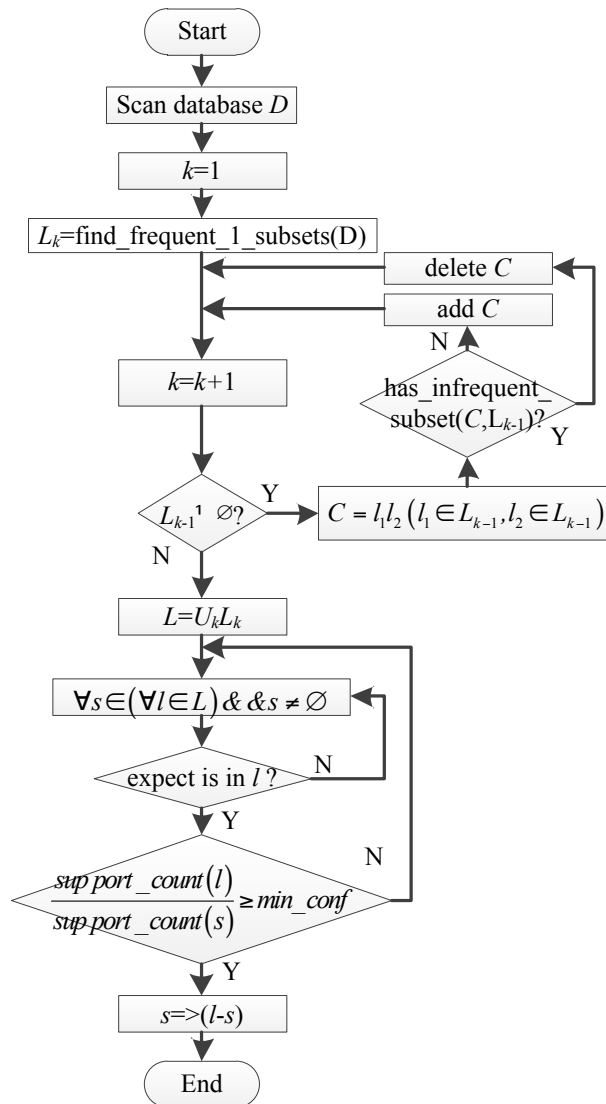 Start
Scan database D
k=1
Lₖ=find_frequent_1_subsets(D)
delete C
add C
N
k=k+1
has_infrequent_
subset(C,Lₖ₋₁)?
Y
Y
Lₖ₋₁¹ ∅?
C = l₁l₂(l₁∈Lₖ₋₁,l₂∈Lₖ₋₁)
N
L=UₖLₖ
∀s∈(∀l∈L)&&s≠∅
expect is in l ?
N
Y
N
sup port_count(l)
sup port_count(s)
≥min_conf
Y
s=>(l-s)
End